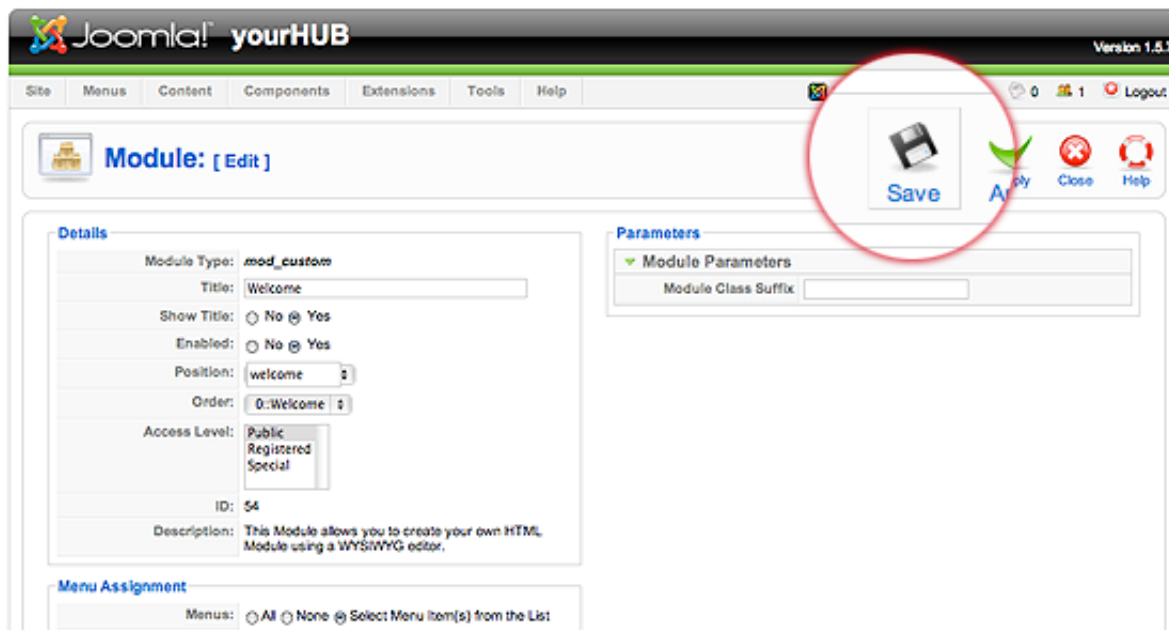 Joomla! yourHUB
Version 1.5.
Site Menus Content Components Extensions Tools Help 0 1 Logout
Module: [ Edit ]
Save Close Help
Details
Module Type: mod_custom
Title: Welcome
Show Title: No Yes
Enabled: No Yes
Position: welcome
Order: 0::Welcome
Access Level: Public
Registered
Special
ID: 54
Description: This Module allows you to create your own HTML
Module using a WYSIWYG editor.
Menu Assignment
Menus: All None Select Menu Item(s) from the List
Parameters
Module Parameters
Module Class Suffix